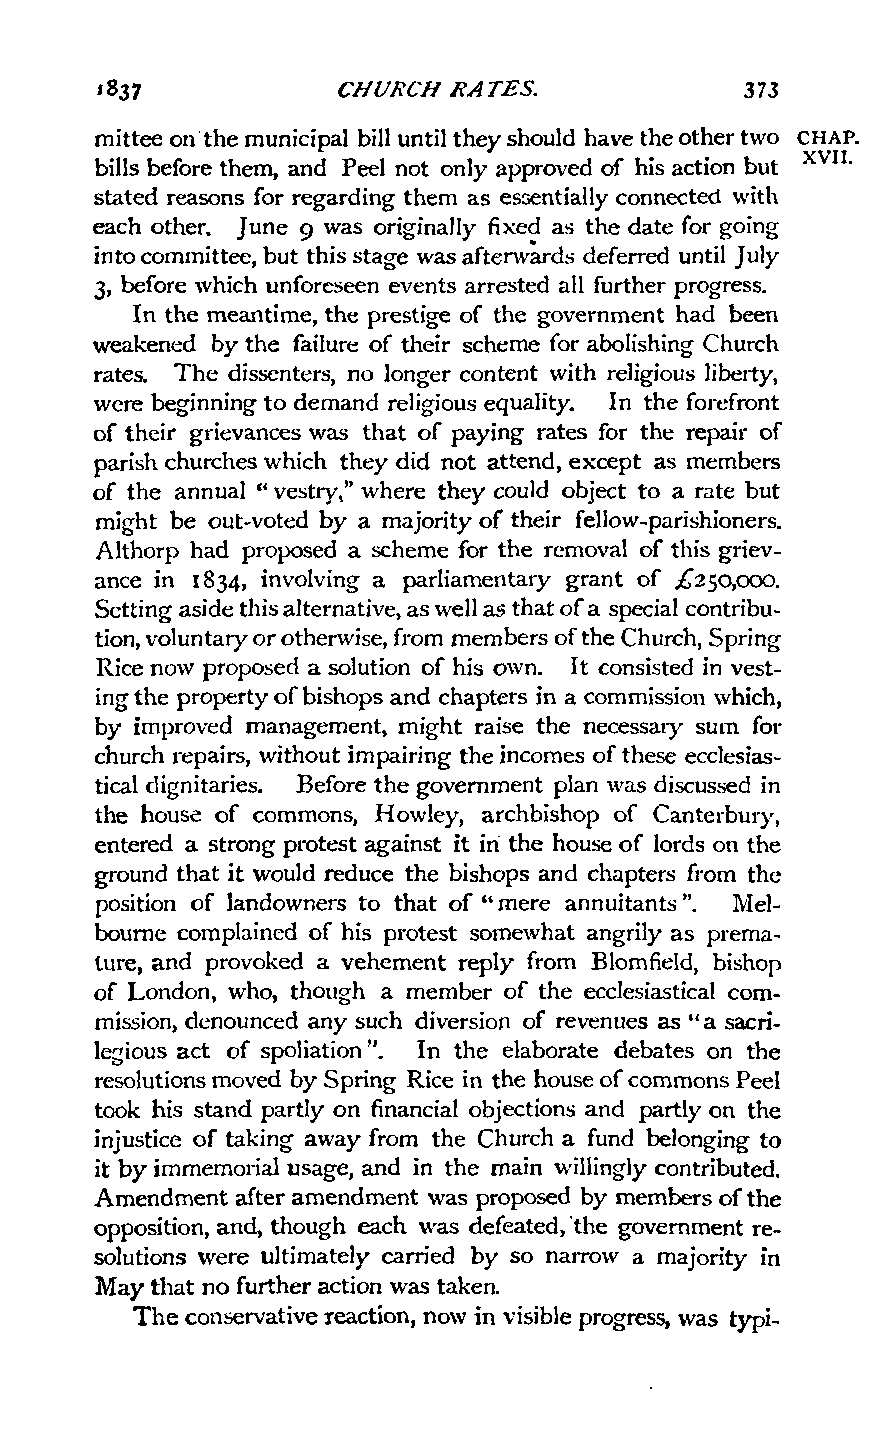 1837 CHURCH RATES. 373
mittee on the municipal bill until they should have the other two CHAP.
bills before them, and Peel not only approved of his action but XVII.
stated reasons for regarding them as essentially connected with
each other. June 9 was originally fixed as the date for going
into committee, but this stage was afterwards deferred until July
3, before which unforeseen events arrested all further progress.
In the meantime, the prestige of the government had been
weakened by the failure of their scheme for abolishing Church
rates. The dissenters, no longer content with religious liberty,
were beginning to demand religious equality. In the forefront
of their grievances was that of paying rates for the repair of
parish churches which they did not attend, except as members
of the annual "vestry," where they could object to a rate but
might be out-voted by a majority of their fellow-parishioners.
Althorp had proposed a scheme for the removal of this griev-
ance in 1834, involving a parliamentary grant of £250,000.
Setting aside this alternative, as well as that of a special contribu-
tion, voluntary or otherwise, from members of the Church, Spring
Rice now proposed a solution of his own. It consisted in vest-
ing the property of bishops and chapters in a commission which,
by improved management, might raise the necessary sum for
church repairs, without impairing the incomes of these ecclesias-
tical dignitaries. Before the government plan was discussed in
the house of commons, Howley, archbishop of Canterbury,
entered a strong protest against it in the house of lords on the
ground that it would reduce the bishops and chapters from the
position of landowners to that of "mere annuitants". Mel-
bourne complained of his protest somewhat angrily as prema-
ture, and provoked a vehement reply from Blomfield, bishop
of London, who, though a member of the ecclesiastical com-
mission, denounced any such diversion of revenues as "a sacri-
legious act of spoliation". In the elaborate debates on the
resolutions moved by Spring Rice in the house of commons Peel
took his stand partly on financial objections and partly on the
injustice of taking away from the Church a fund belonging to
it by immemorial usage, and in the main willingly contributed.
Amendment after amendment was proposed by members of the
opposition, and, though each was defeated, the government re-
solutions were ultimately carried by so narrow a majority in
May that no further action was taken.
The conservative reaction, now in visible progress, was typi-